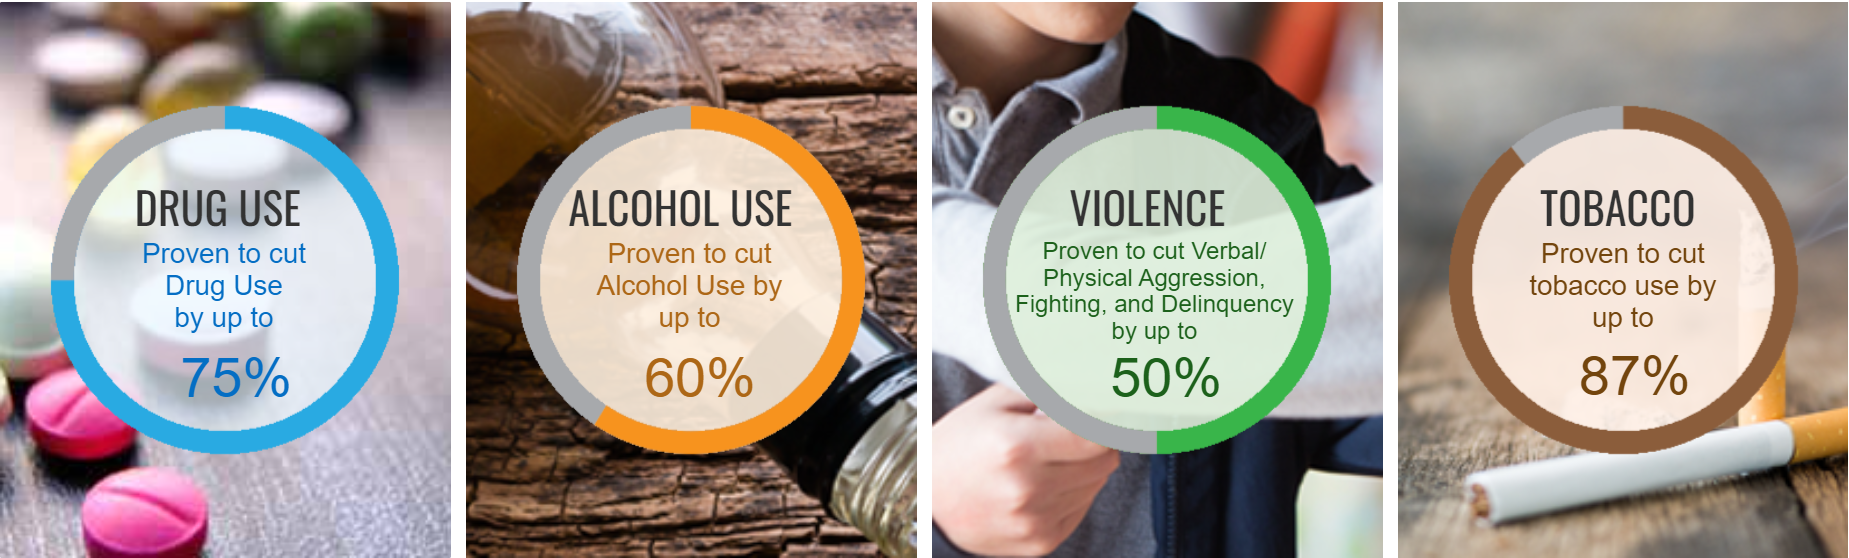 DRUG USE
Proven to cut
Drug Use
by up to
75%
ALCOHOL USE
Proven to cut
Alcohol Use by
up to
60%
VIOLENCE
Proven to cut Verbal/
Physical Aggression,
Fighting, and Delinquency
by up to
50%
TOBACCO
Proven to cut
tobacco use by
up to
87%